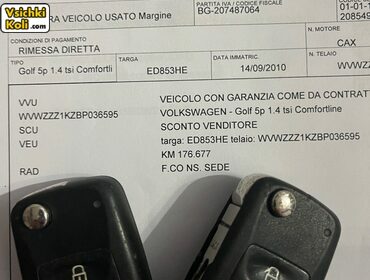 Vsichki
Koli.com
RA VEICOLO USATO Margine
PARTITA IVA / CODICE FISCALE
BG-207487064
01-01-1
208549
CONDIZIONI DI PAGAMENTO
RIMESSA DIRETTA
N. MOTORE
CAX
TIPO TARGA DATA IMMATRIC. N. TELAIO
Golf 5p 1.4 tsi Comfortli ED853HE 14/09/2010 WVWZZ
VVU VEICOLO CON GARANZIA COME DA CONTRAT
WVWZZZ1KZBP036595 VOLKSWAGEN - Golf 5p 1.4 tsi Comfortline
SCU SCONTO VENDITORE
VEU targa: ED853HE telaio: WVWZZZ1KZBP036595
KM 176.677
RAD F.CO NS. SEDE